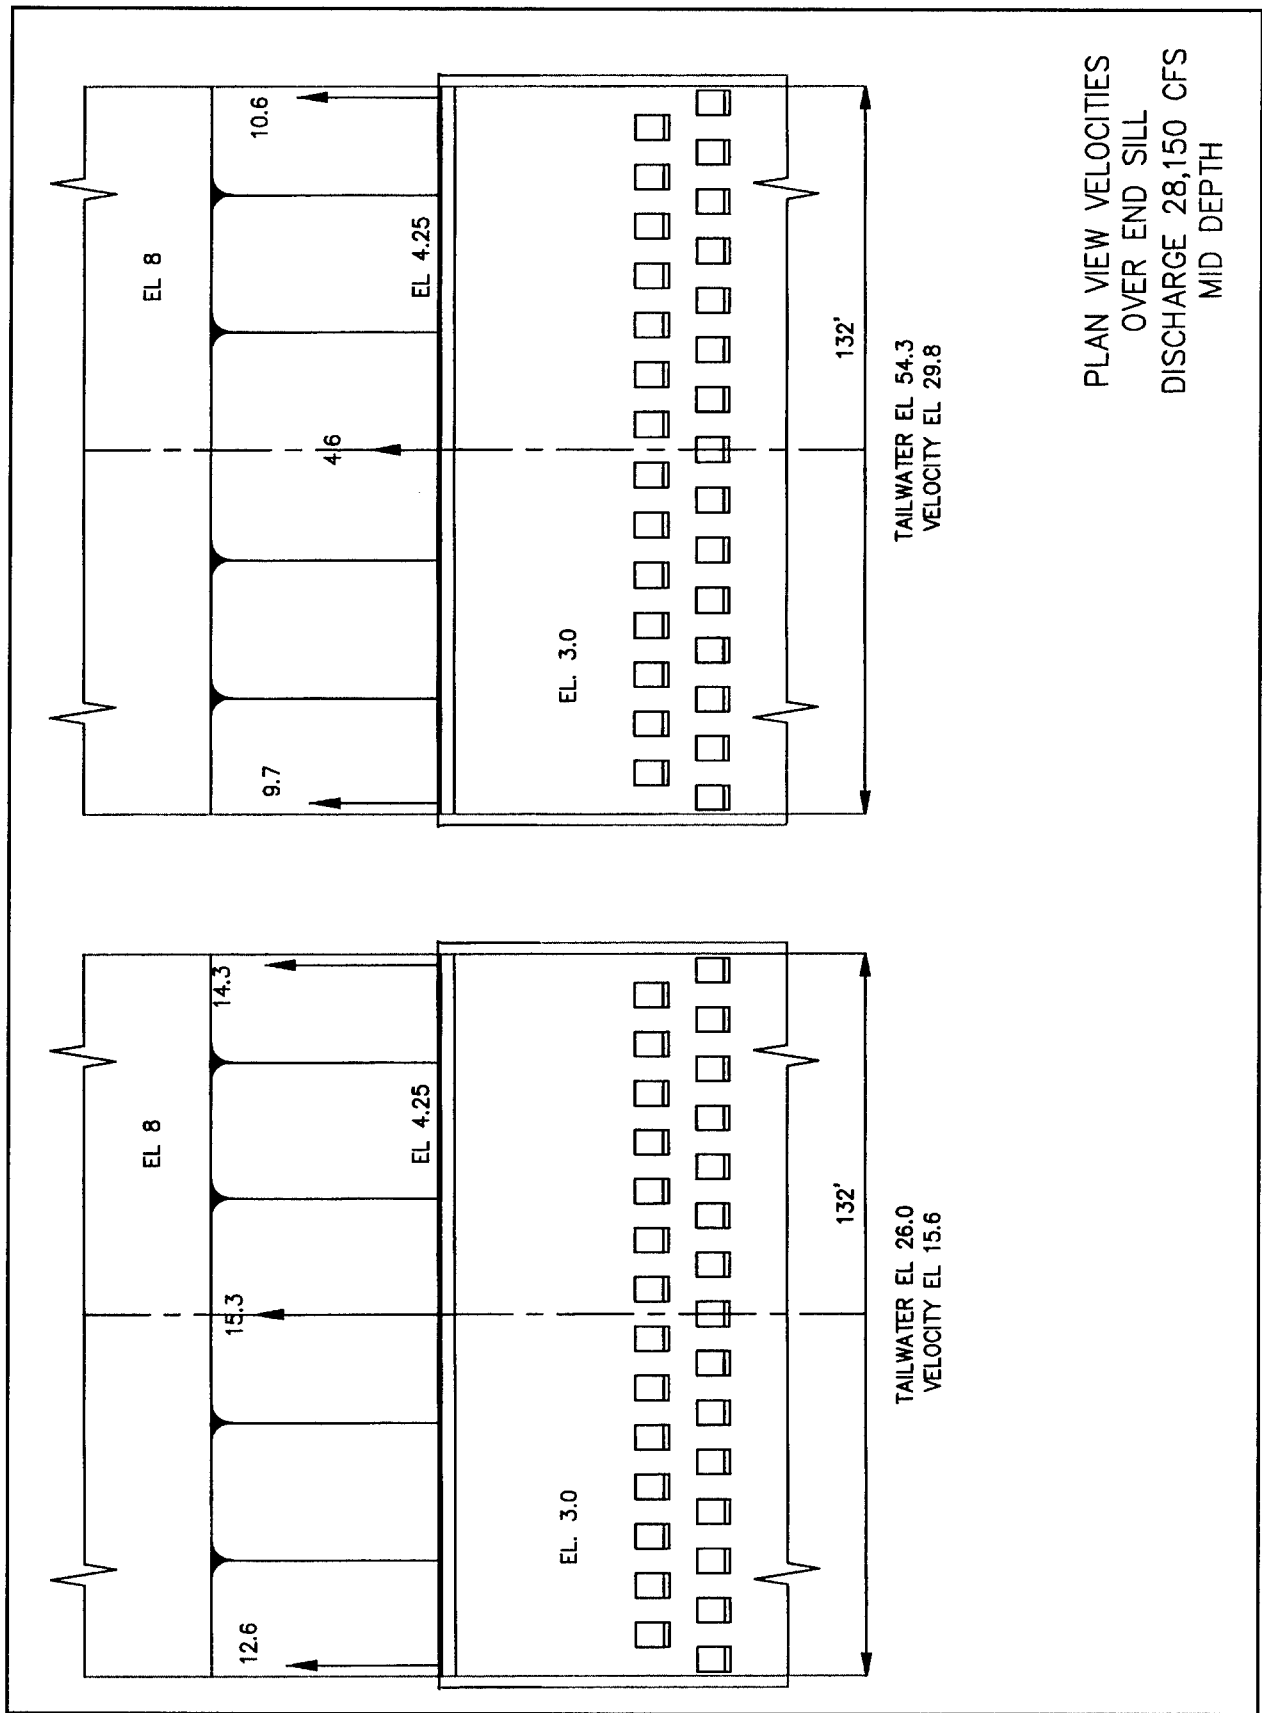 EL 8
12.6
15.3
14.3
EL 4.25
EL. 3.0
132'
TAILWATER EL 26.0
VELOCITY EL 15.6
EL 8
9.7
4.6
10.6
EL 4.25
EL. 3.0
132'
TAILWATER EL 54.3
VELOCITY EL 29.8
PLAN VIEW VELOCITIES
OVER END SILL
DISCHARGE 28,150 CFS
MID DEPTH